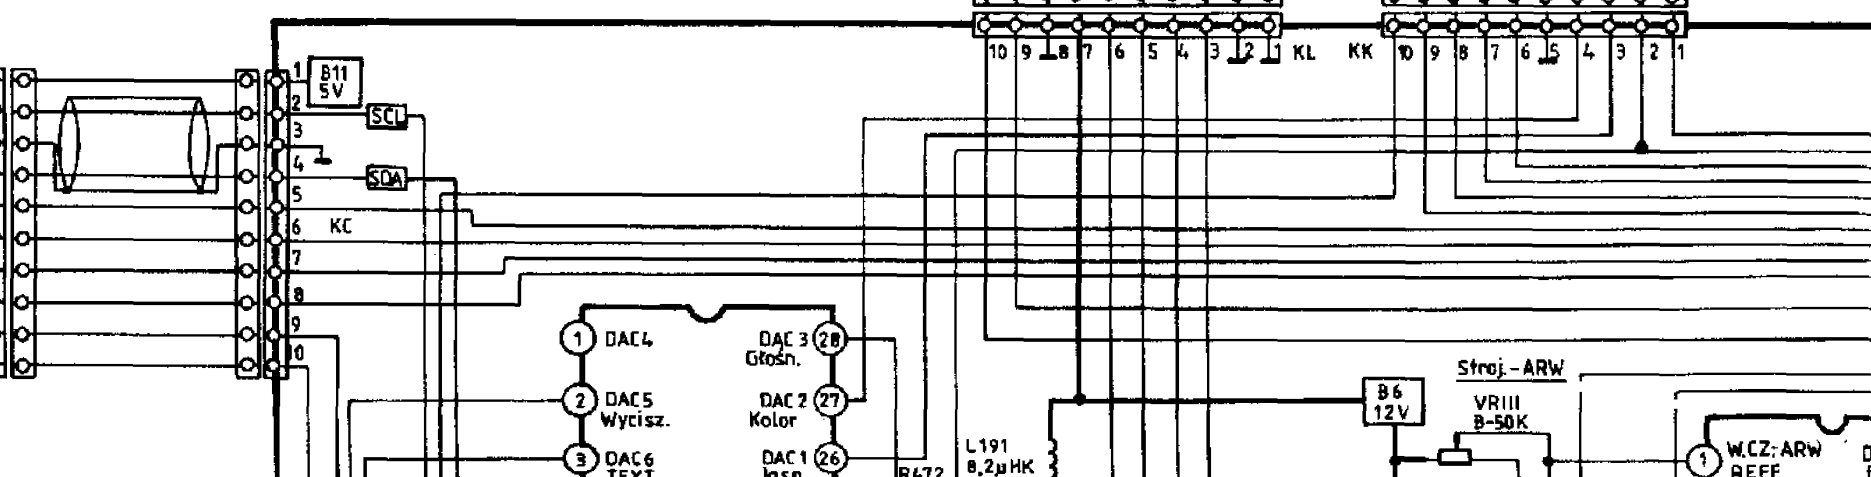 10 9 8 7 6 5 4 3 2 1 KL
KK 10 9 8 7 6 5 4 3 2 1
1
B11
5V
2
SCL
3
4
SDA
5
6
KC
7
8
9
10
1 DAC4
DAC 3 28
Głośn.
2 DAC5
Wycisz.
DAC 2 27
Kolor
3 DAC6
TEXT
DAC 1 26
Jasn.
R472
L191
8,2µHK
B6
12V
Stroj.-ARW
VRIII
B-50K
1 W.CZ-ARW